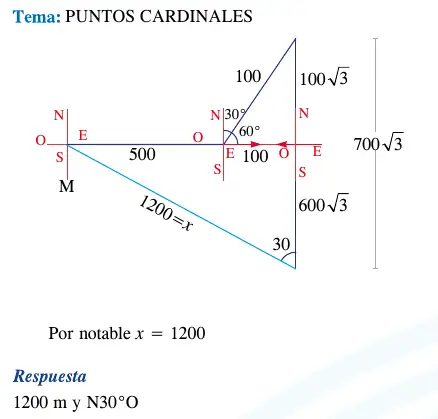 Tema: PUNTOS CARDINALES
100
100√3
N
N
30°
N
60°
O
E
O
S
500
E
100
O
E
700√3
M
S
S
1200=x
600√3
30
Por notable x = 1200
Respuesta
1200 m y N30°O